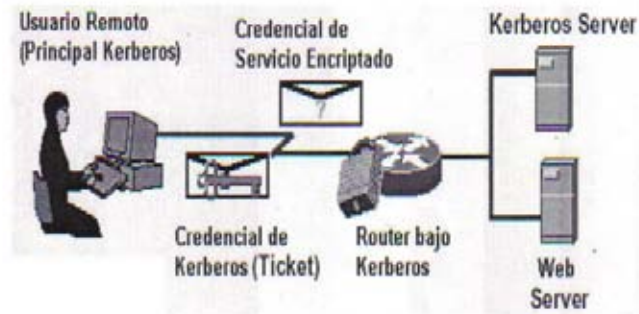 Usuario Remoto
(Principal Kerberos)
Credencial de
Servicio Encriptado
Kerberos Server
Credencial de
Kerberos (Ticket)
Router bajo
Kerberos
Web
Server